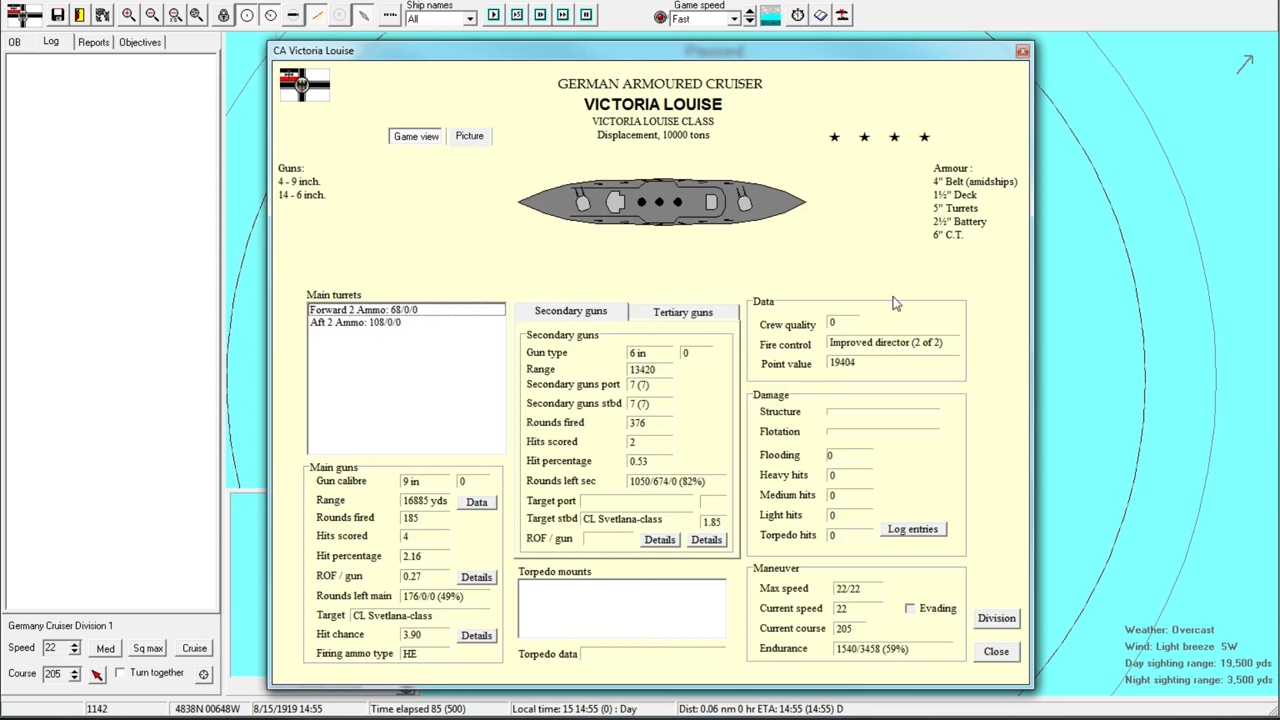 Ship names
All
Game speed
Fast
OB
Log
Reports
Objectives
CA Victoria Louise
Paused
GERMAN ARMOURED CRUISER
VICTORIA LOUISE
VICTORIA LOUISE CLASS
Displacement, 10000 tons
Game view
Picture
★ ★ ★ ★
Guns:
4 - 9 inch.
14 - 6 inch.
Armour :
4" Belt (amidships)
1½" Deck
5" Turrets
2½" Battery
6" C.T.
Main turrets
Forward 2 Ammo: 68/0/0
Aft 2 Ammo: 108/0/0
Main guns
Gun calibre 9 in 0
Range 16885 yds Data
Rounds fired 185
Hits scored 4
Hit percentage 2.16
ROF / gun 0.27 Details
Rounds left main 176/0/0 (49%)
Target CL Svetlana-class
Hit chance 3.90 Details
Firing ammo type HE
Secondary guns
Tertiary guns
Secondary guns
Gun type 6 in 0
Range 13420
Secondary guns port 7 (7)
Secondary guns stbd 7 (7)
Rounds fired 376
Hits scored 2
Hit percentage 0.53
Rounds left sec 1050/674/0 (82%)
Target port
Target stbd CL Svetlana-class 1.85
ROF / gun Details Details
Torpedo mounts
Torpedo data
Data
Crew quality 0
Fire control Improved director (2 of 2)
Point value 19404
Damage
Structure
Flotation
Flooding 0
Heavy hits 0
Medium hits 0
Light hits 0
Torpedo hits 0
Log entries
Maneuver
Max speed 22/22
Current speed 22 Evading
Current course 205
Endurance 1540/3458 (59%)
Division
Close
Germany Cruiser Division 1
Speed 22 Med Sq max Cruise
Course 205 Turn together
Weather: Overcast
Wind: Light breeze SW
Day sighting range: 19,500 yds
Night sighting range: 3,500 yds
1142
4838N 00648W
8/15/1919 14:55
Time elapsed 85 (500)
Local time: 15 14:55 (0) : Day
Dist: 0.06 nm 0 hr ETA: 14:55 (14:55) D